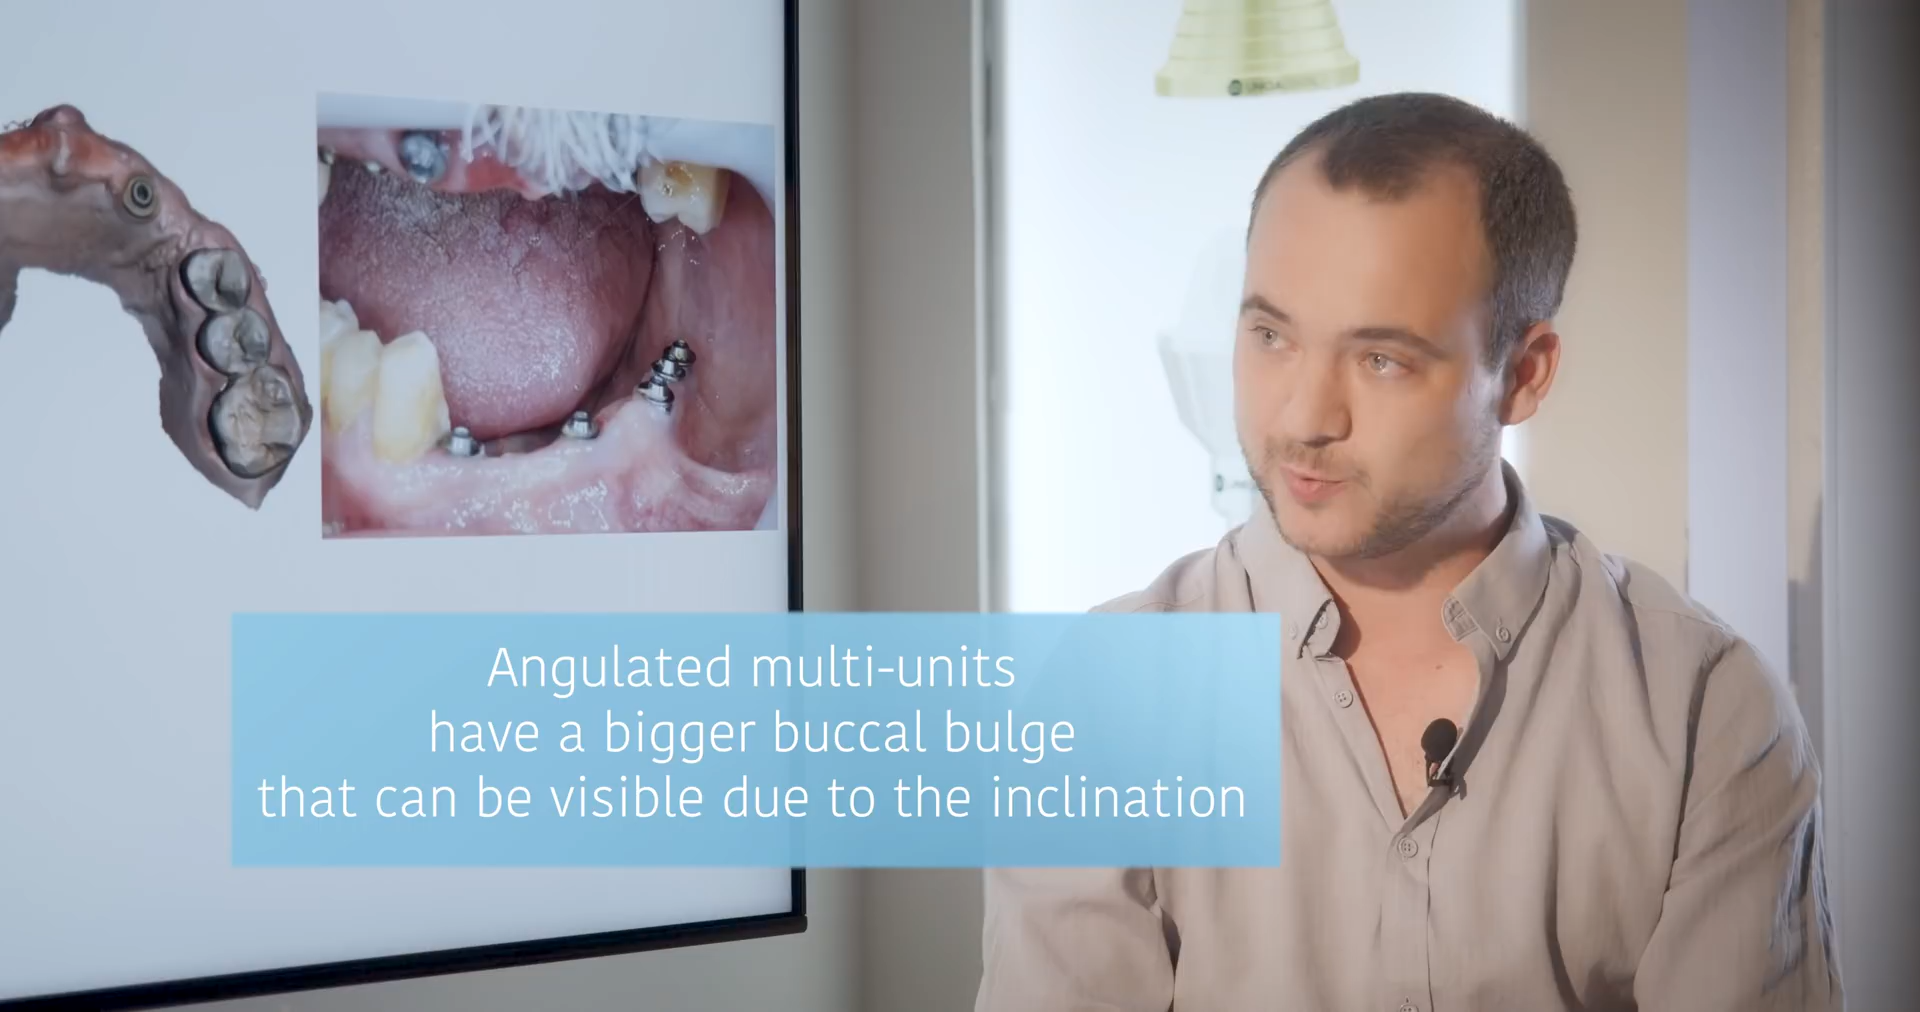 Angulated multi-units
have a bigger buccal bulge
that can be visible due to the inclination